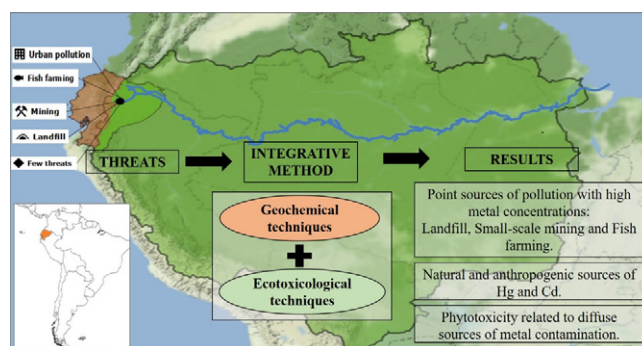 Urban pollution
Fish farming
Mining
Landfill
Few threats
THREATS
INTEGRATIVE
METHOD
RESULTS
Geochemical
techniques
Ecotoxicological
techniques
Point sources of pollution with high
metal concentrations:
Landfill, Small-scale mining and Fish
farming.
Natural and anthropogenic sources of
Hg and Cd.
Phytotoxicity related to diffuse
sources of metal contamination.